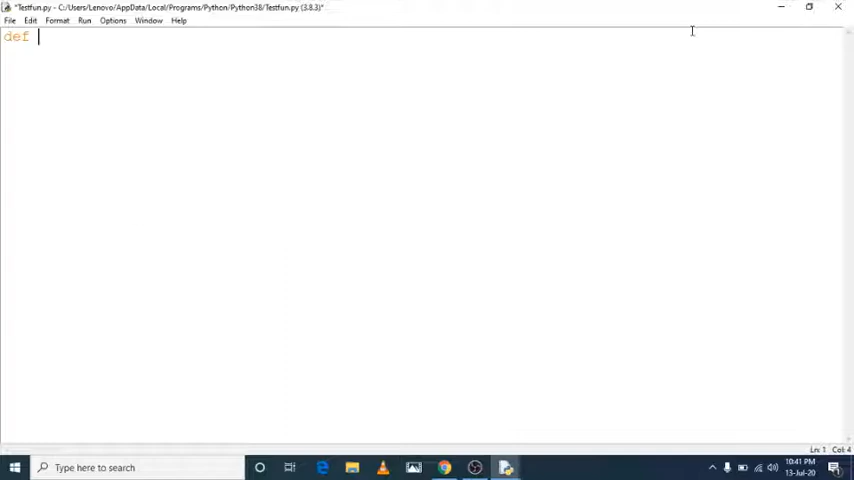 *Testfun.py - C:/Users/Lenovo/AppData/Local/Programs/Python/Python38/Testfun.py (3.8.3)*
File Edit Format Run Options Window Help
def
Ln: 1 Col: 4
Type here to search
10:41 PM
13-Jul-20